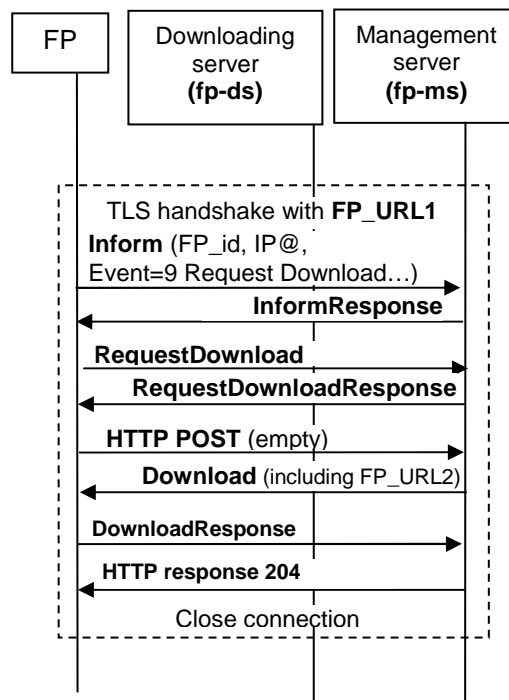 FP
Downloading
server
(fp-ds)
Management
server
(fp-ms)
TLS handshake with FP_URL1
Inform (FP_id, IP@,
Event=9 Request Download…)
InformResponse
RequestDownload
RequestDownloadResponse
HTTP POST (empty)
Download (including FP_URL2)
DownloadResponse
HTTP response 204
Close connection